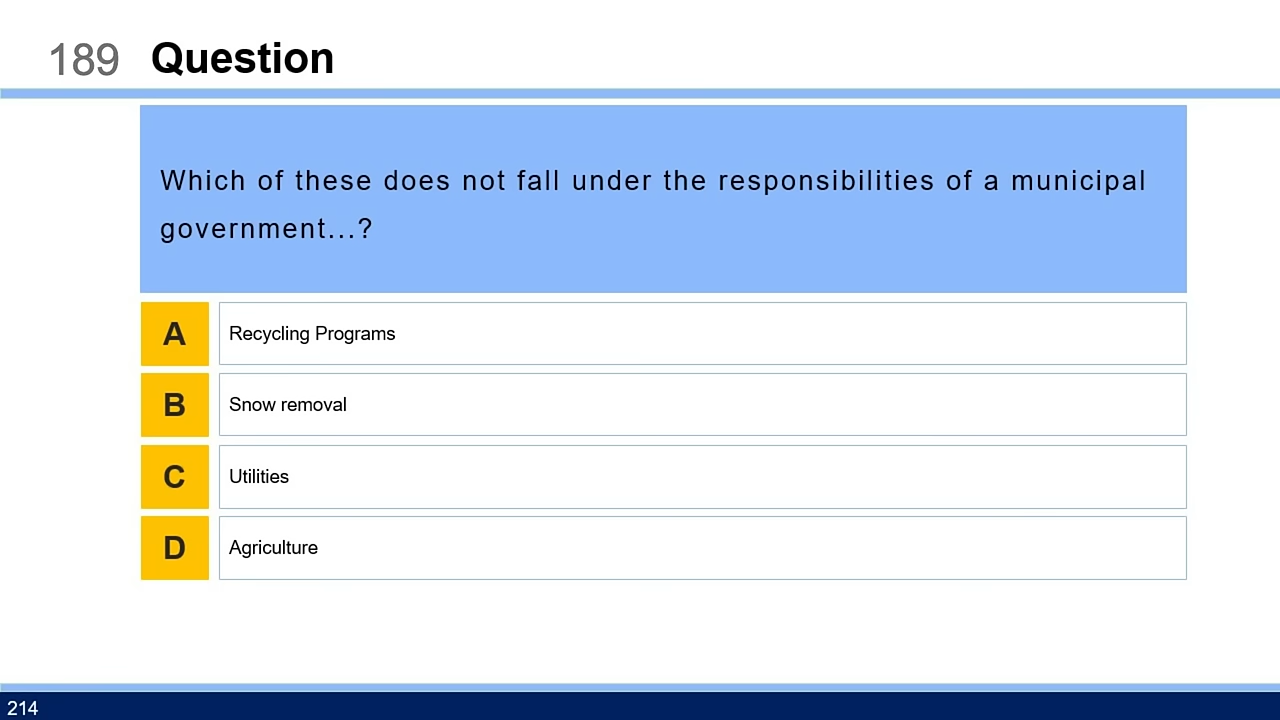 189 Question
Which of these does not fall under the responsibilities of a municipal
government...?
A Recycling Programs
B Snow removal
C Utilities
D Agriculture
214